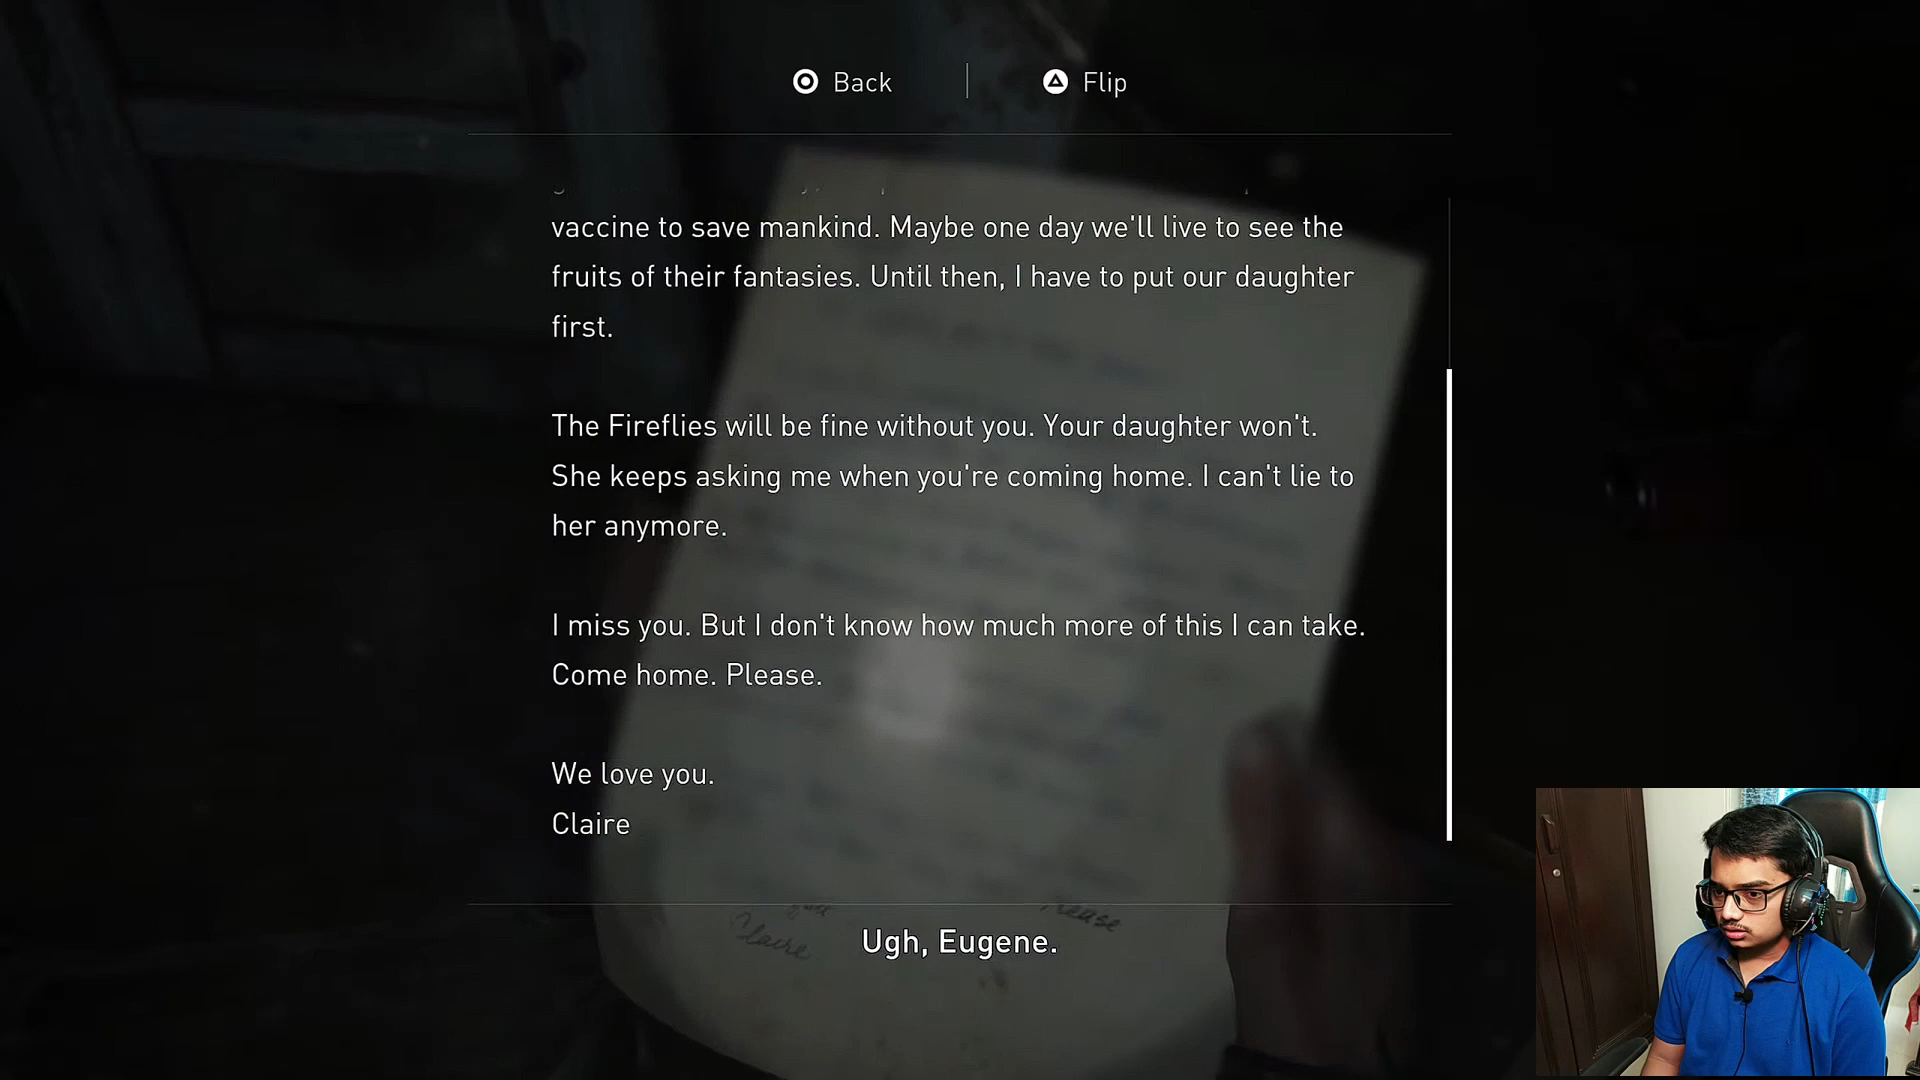 Back
Flip
vaccine to save mankind. Maybe one day we'll live to see the
fruits of their fantasies. Until then, I have to put our daughter
first.
The Fireflies will be fine without you. Your daughter won't.
She keeps asking me when you're coming home. I can't lie to
her anymore.
I miss you. But I don't know how much more of this I can take.
Come home. Please.
We love you.
Claire
Please
Claire
Ugh, Eugene.